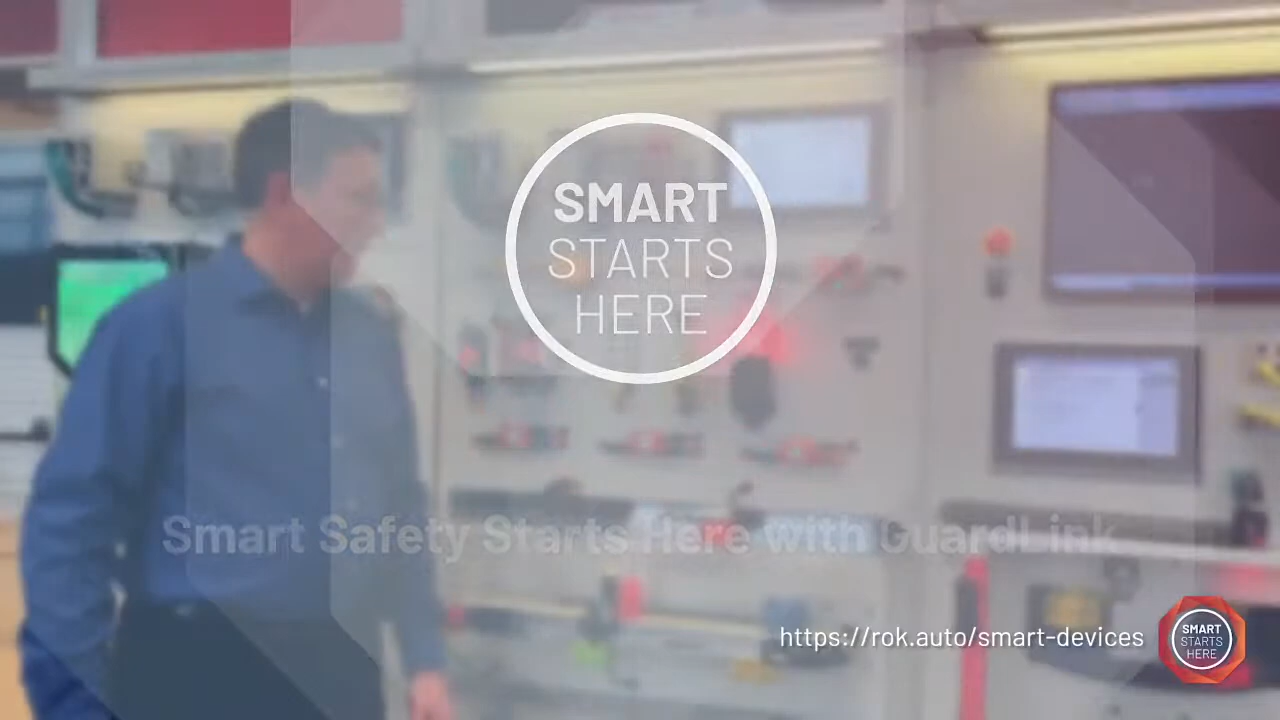 SMART
STARTS
HERE
Smart Safety Starts Here with GuardLink
https://rok.auto/smart-devices
SMART
STARTS
HERE